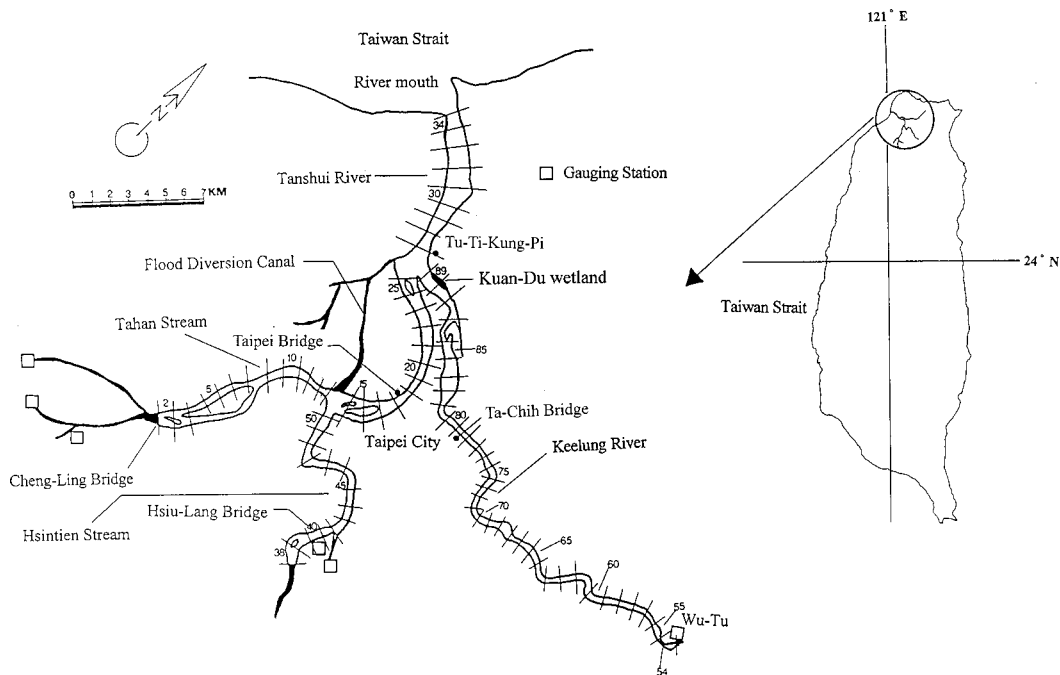 Taiwan Strait
River mouth
34
N
0 1 2 3 4 5 6 7 KM
Tanshui River
30
Gauging Station
Tu-Ti-Kung-Pi
89
Flood Diversion Canal
25
Kuan-Du wetland
Tahan Stream
Taipei Bridge
85
10
20
5
15
2
50
80
Ta-Chih Bridge
Taipei City
Keelung River
Cheng-Ling Bridge
75
45
Hsiu-Lang Bridge
70
Hsintien Stream
40
38
65
60
55
Wu-Tu
54
121° E
24° N
Taiwan Strait